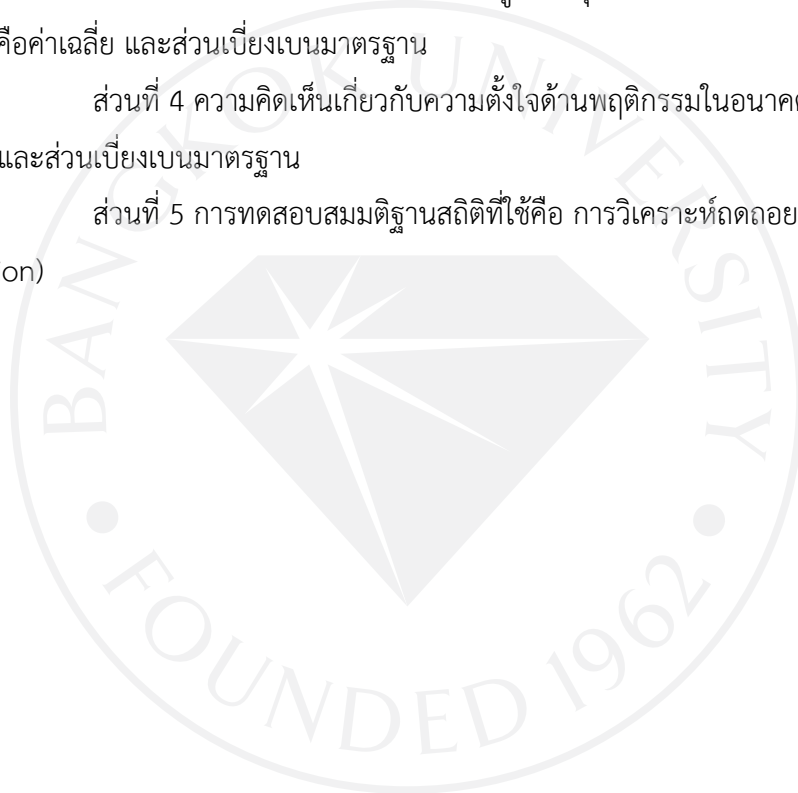 คือค่าเฉลี่ย และส่วนเบี่ยงเบนมาตรฐาน
ส่วนที่ 4 ความคิดเห็นเกี่ยวกับความตั้งใจด้านพฤติกรรมในอนาคต
และส่วนเบี่ยงเบนมาตรฐาน
ส่วนที่ 5 การทดสอบสมมติฐานสถิติที่ใช้คือ การวิเคราะห์ถดถอย
on)
BANGKOK UNIVERSITY
FOUNDED 1962